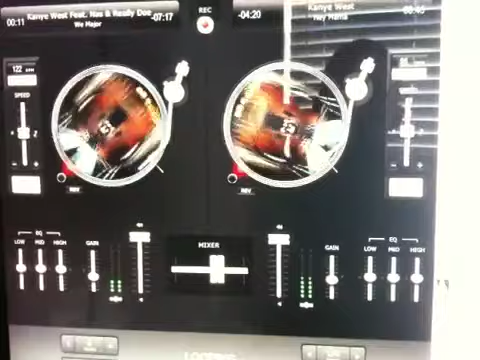 00:11 Kanye West Feat. Nas & Really Doe -07:17
We Major
REC
-04:20 Kanye West
Hey Mama
122 BPM
SPEED
REV
REV
EQ
LOW MID HIGH GAIN
MIXER
GAIN
EQ
LOW MID HIGH